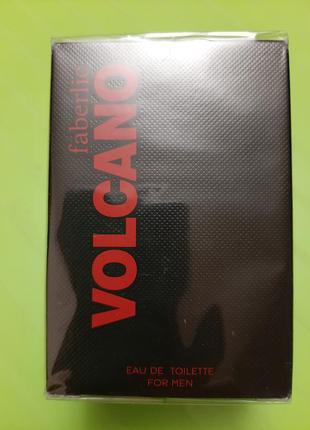 faberlic
VOLCANO
EAU DE TOILETTE
FOR MEN